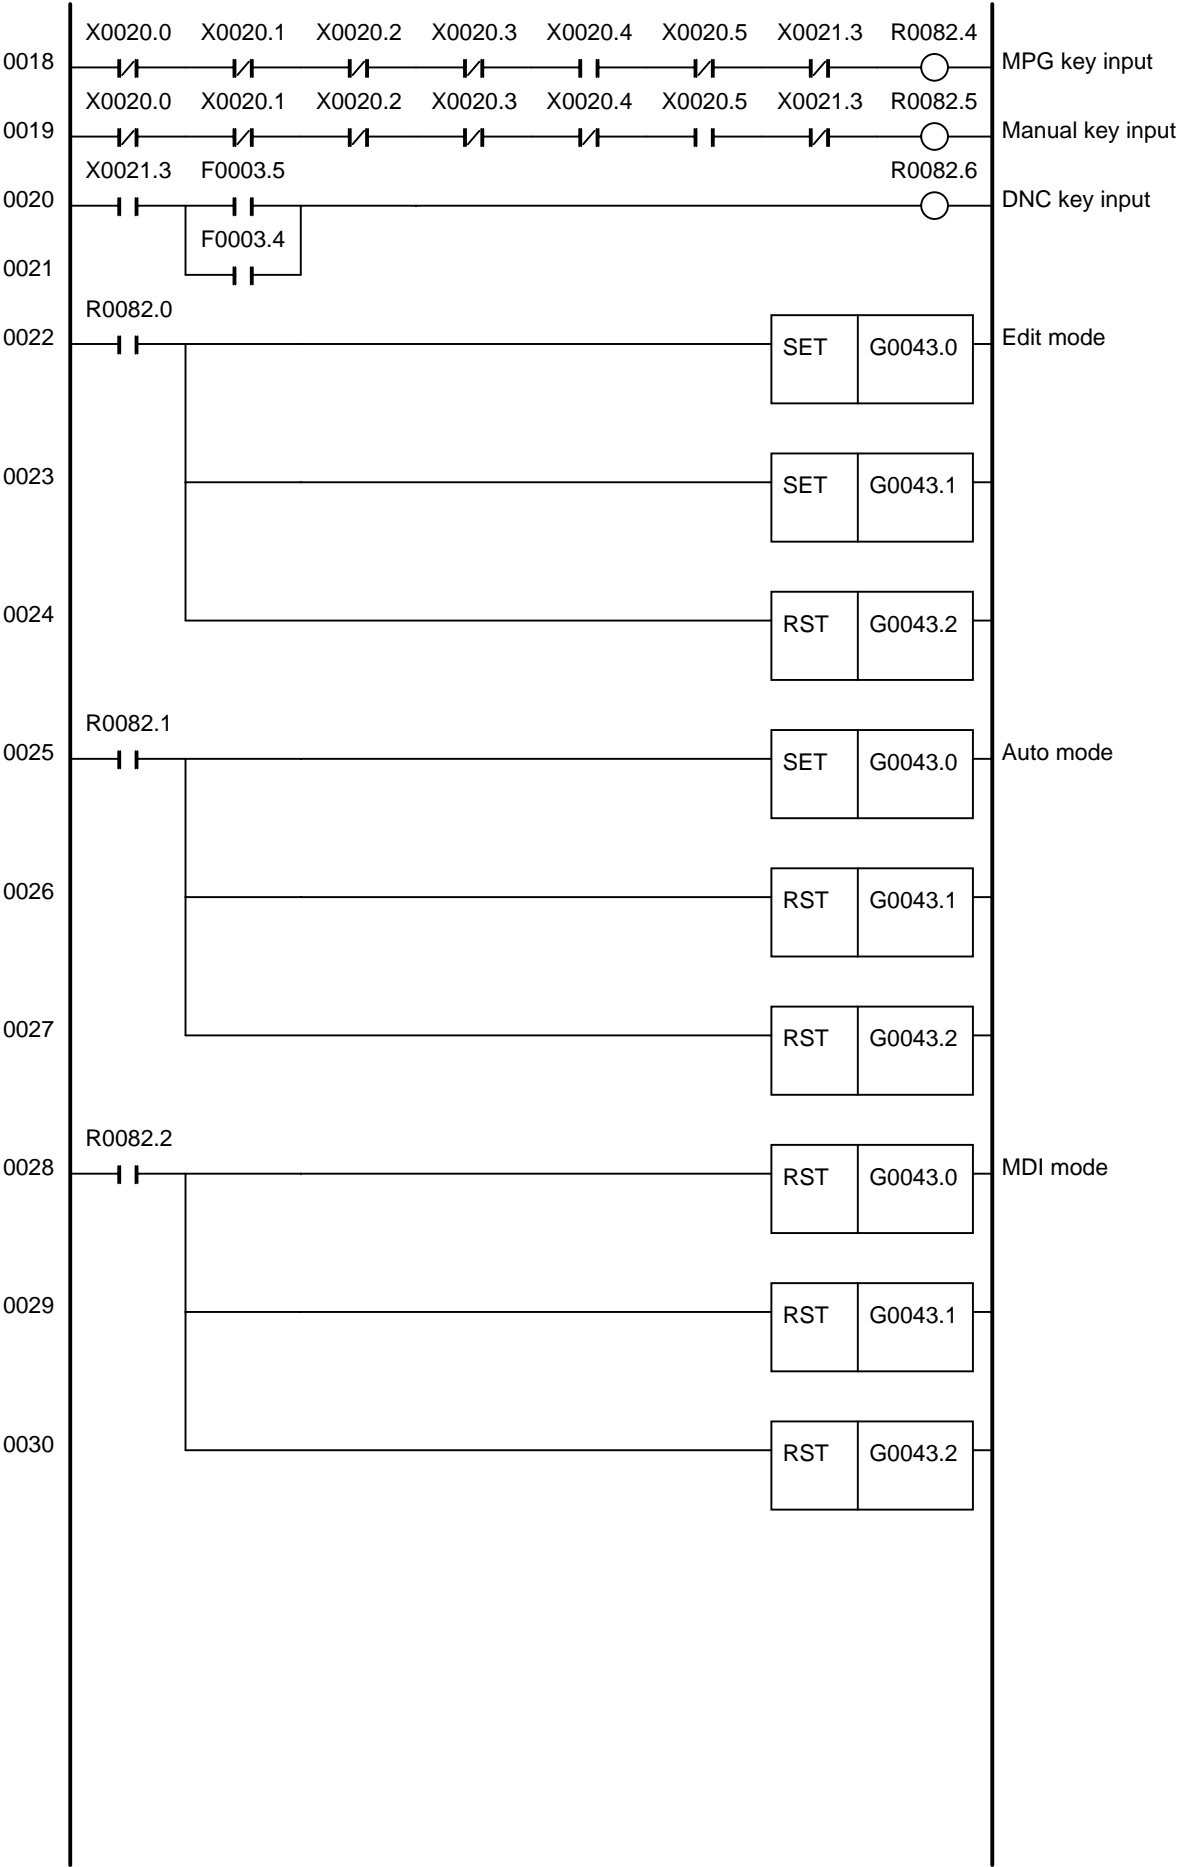 X0020.0 X0020.1 X0020.2 X0020.3 X0020.4 X0020.5 X0021.3 R0082.4
0018 MPG key input
X0020.0 X0020.1 X0020.2 X0020.3 X0020.4 X0020.5 X0021.3 R0082.5
0019 Manual key input
X0021.3 F0003.5 R0082.6
0020 DNC key input
F0003.4
0021
R0082.0
0022 SET G0043.0 Edit mode
0023 SET G0043.1
0024 RST G0043.2
R0082.1
0025 SET G0043.0 Auto mode
0026 RST G0043.1
0027 RST G0043.2
R0082.2
0028 RST G0043.0 MDI mode
0029 RST G0043.1
0030 RST G0043.2